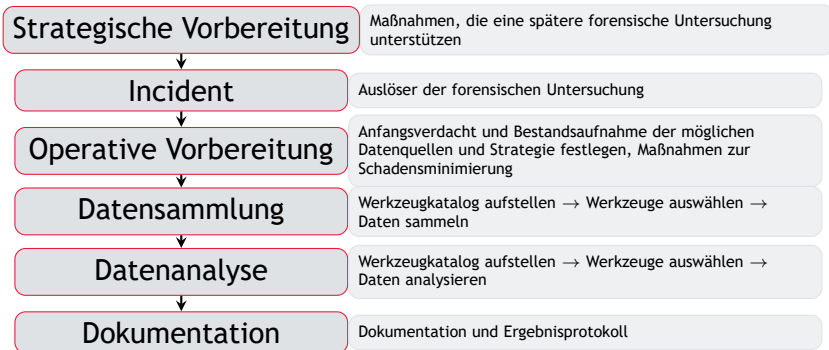 Strategische Vorbereitung
Maßnahmen, die eine spätere forensische Untersuchung
unterstützen
Incident
Auslöser der forensischen Untersuchung
Operative Vorbereitung
Anfangsverdacht und Bestandsaufnahme der möglichen
Datenquellen und Strategie festlegen, Maßnahmen zur
Schadensminimierung
Datensammlung
Werkzeugkatalog aufstellen → Werkzeuge auswählen →
Daten sammeln
Datenanalyse
Werkzeugkatalog aufstellen → Werkzeuge auswählen →
Daten analysieren
Dokumentation
Dokumentation und Ergebnisprotokoll